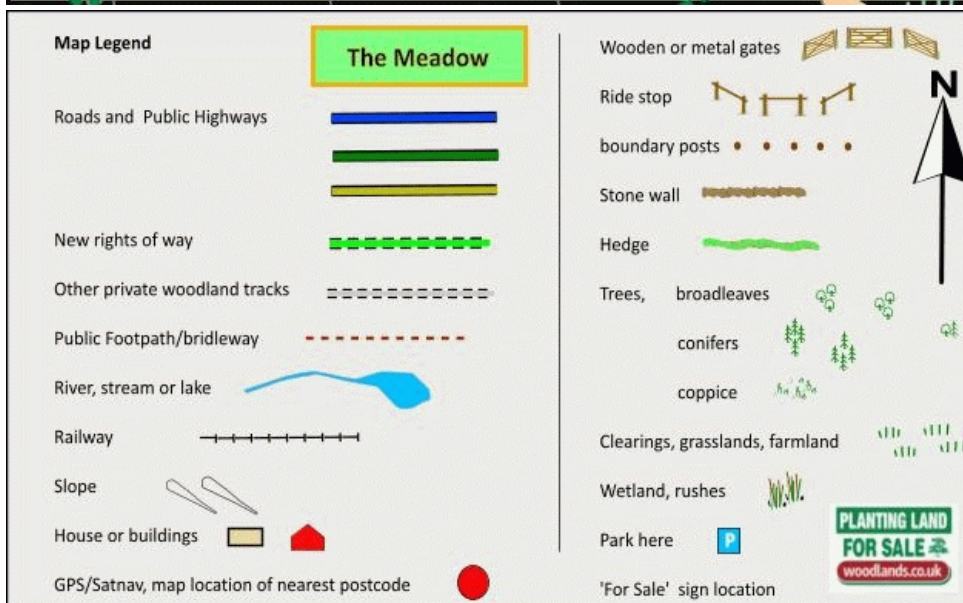 Map Legend
The Meadow
Roads and Public Highways
New rights of way
Other private woodland tracks
Public Footpath/bridleway
River, stream or lake
Railway
Slope
House or buildings
GPS/Satnav, map location of nearest postcode
Wooden or metal gates
Ride stop
boundary posts
Stone wall
Hedge
Trees, broadleaves
conifers
coppice
Clearings, grasslands, farmland
Wetland, rushes
Park here P
'For Sale' sign location
N
PLANTING LAND
FOR SALE
woodlands.co.uk